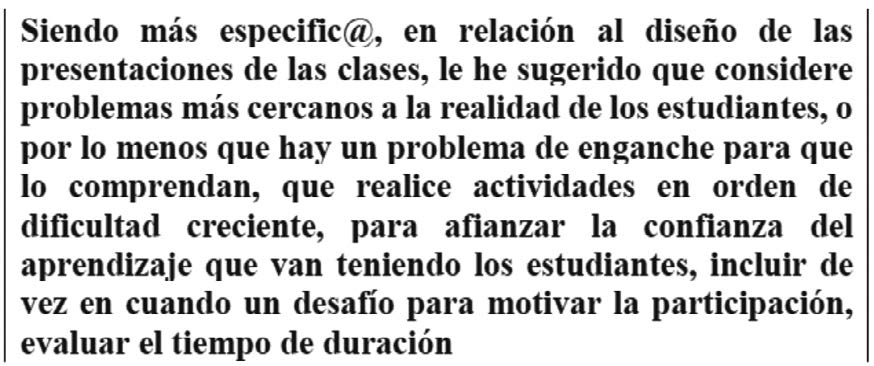 Siendo más especific@, en relación al diseño de las
presentaciones de las clases, le he sugerido que considere
problemas más cercanos a la realidad de los estudiantes, o
por lo menos que hay un problema de enganche para que
lo comprendan, que realice actividades en orden de
dificultad creciente, para afianzar la confianza del
aprendizaje que van teniendo los estudiantes, incluir de
vez en cuando un desafío para motivar la participación,
evaluar el tiempo de duración